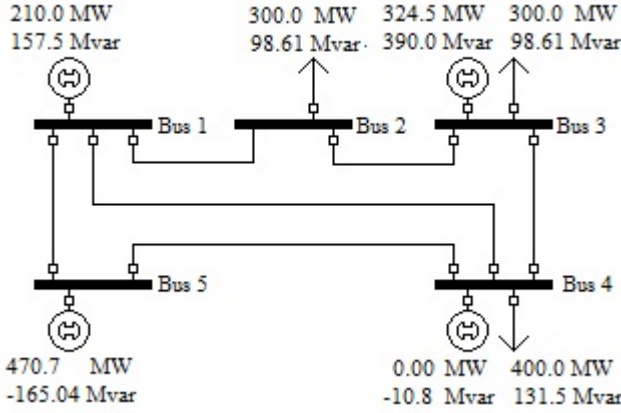 210.0 MW
157.5 Mvar
300.0 MW
98.61 Mvar.
324.5 MW
390.0 Mvar
300.0 MW
98.61 Mvar
Bus 1
Bus 2
Bus 3
Bus 5
Bus 4
470.7 MW
-165.04 Mvar
0.00 MW
-10.8 Mvar
400.0 MW
131.5 Mvar